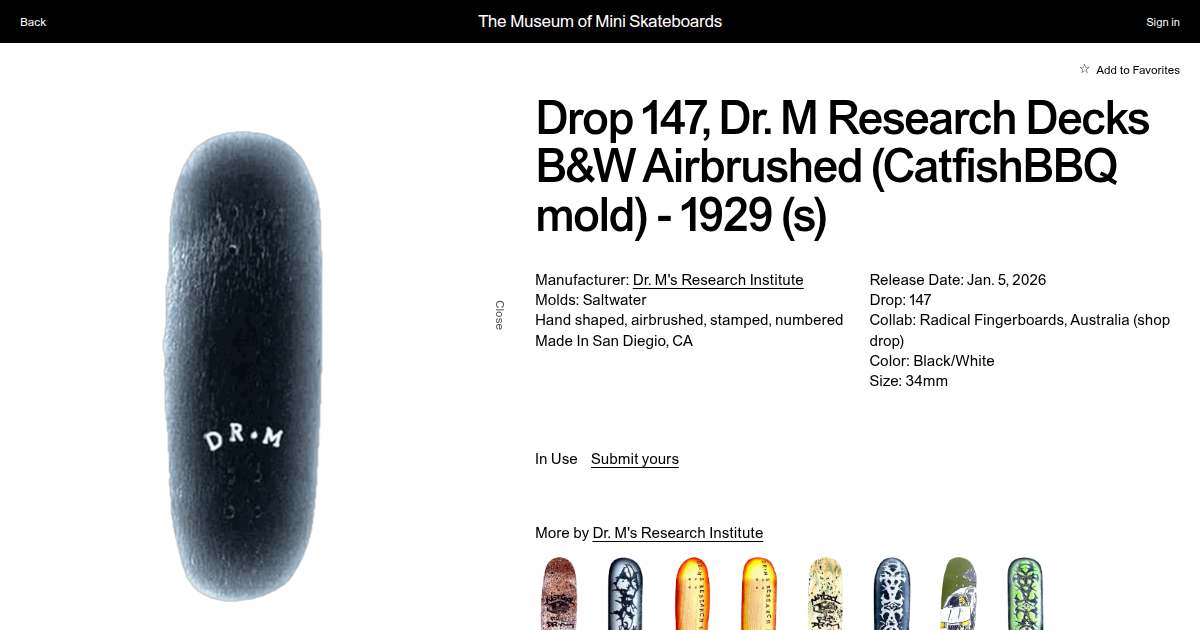 Back
The Museum of Mini Skateboards
Sign in
☆ Add to Favorites
Drop 147, Dr. M Research Decks
B&W Airbrushed (CatfishBBQ
mold) - 1929 (s)
Manufacturer: Dr. M's Research Institute
Molds: Saltwater
Hand shaped, airbrushed, stamped, numbered
Made In San Diegio, CA
Release Date: Jan. 5, 2026
Drop: 147
Collab: Radical Fingerboards, Australia (shop
drop)
Color: Black/White
Size: 34mm
Close
DR•M
In Use Submit yours
More by Dr. M's Research Institute